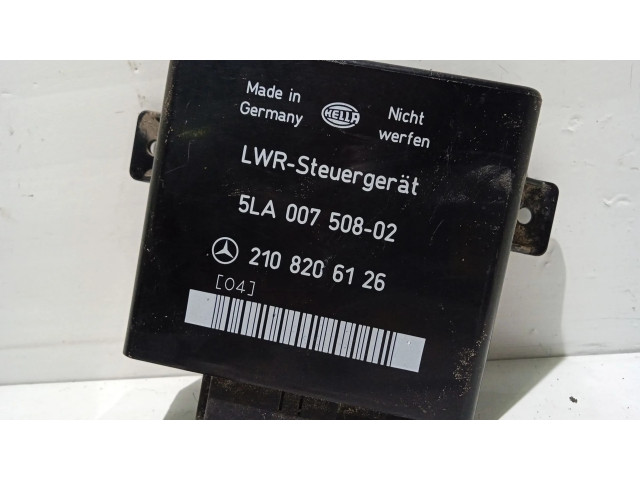 Made in
Germany
HELLA
Nicht
werfen
LWR-Steuergerät
5LA 007 508-02
210 820 61 26
[04]